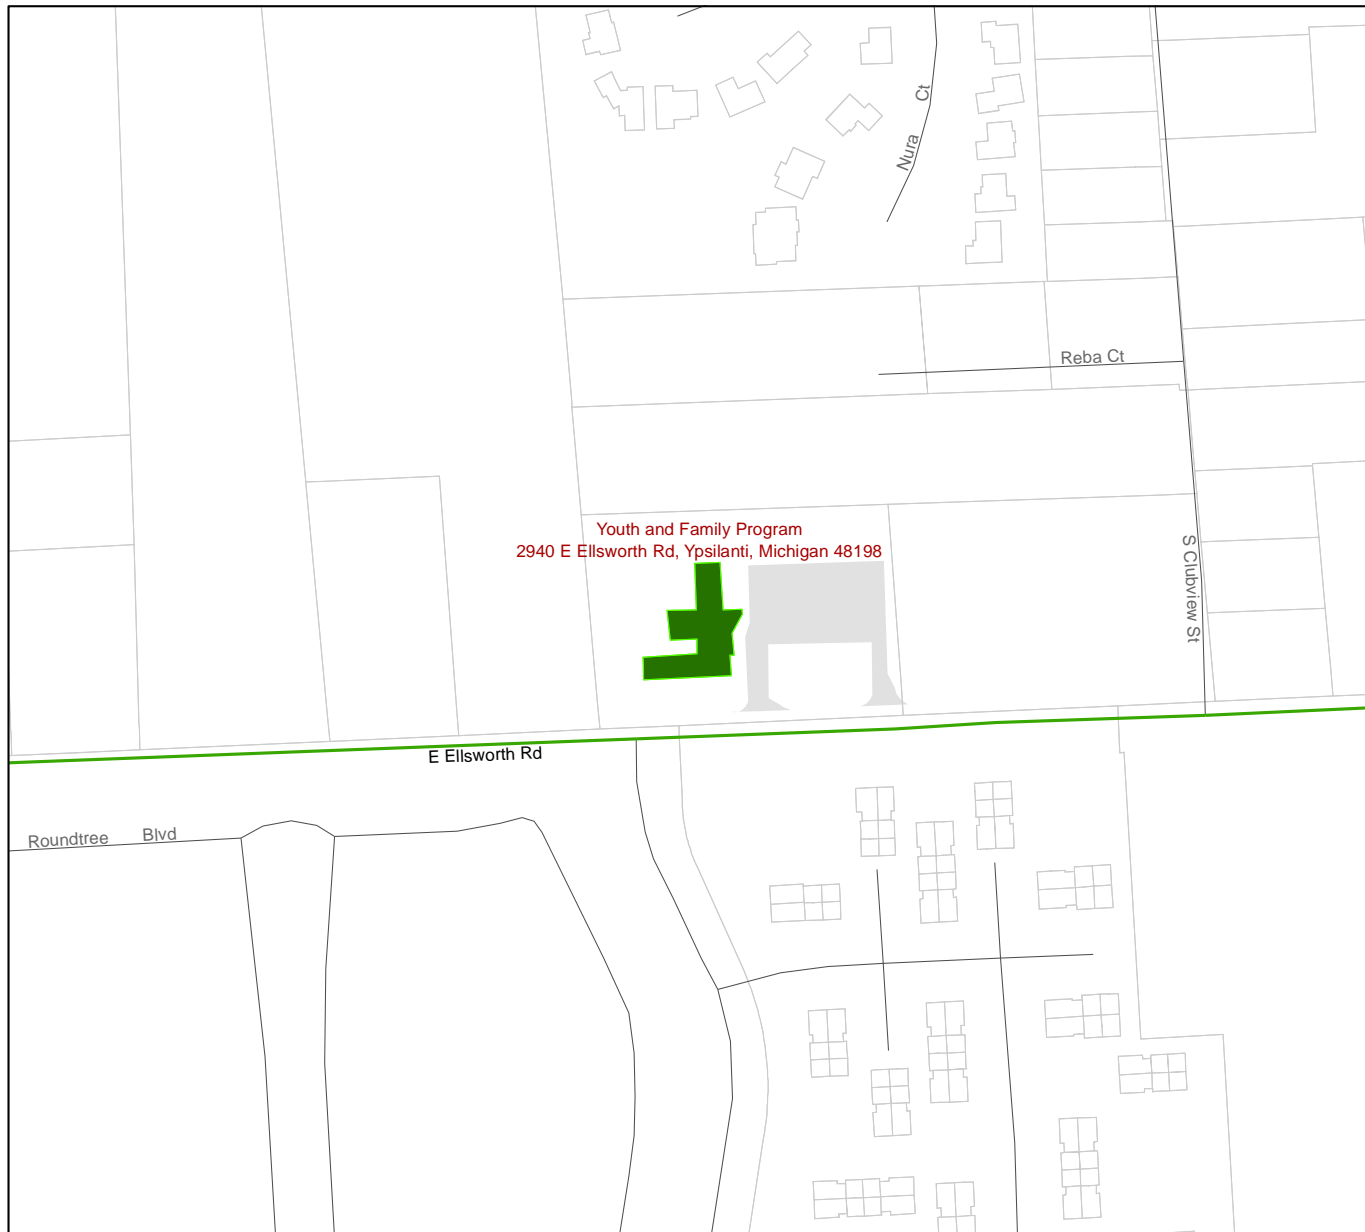 Nura Ct
Reba Ct
Youth and Family Program
2940 E Ellsworth Rd, Ypsilanti, Michigan 48198
S Clubview St
E Ellsworth Rd
Roundtree Blvd